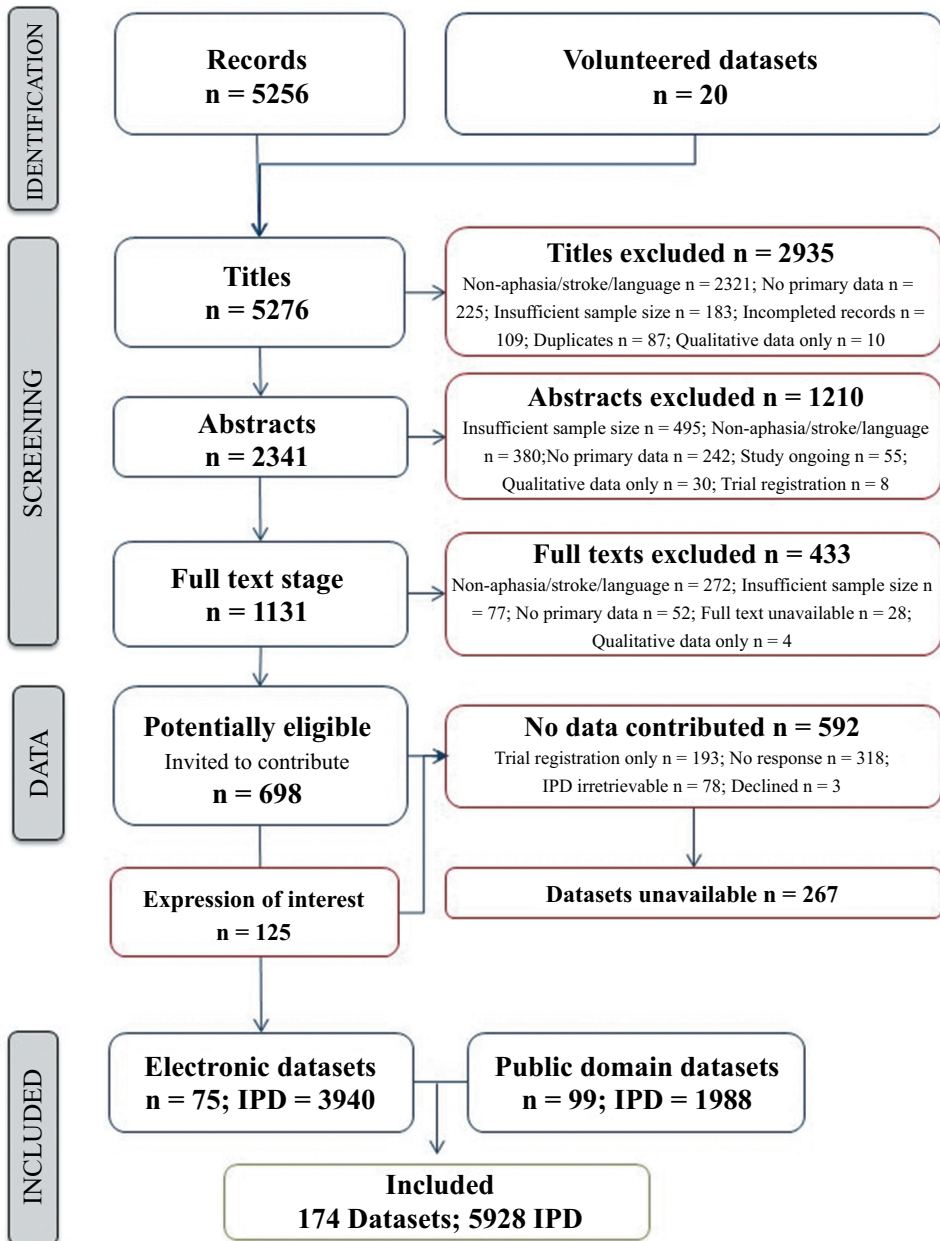 IDENTIFICATION
Records
n = 5256
Volunteered datasets
n = 20
SCREENING
Titles
n = 5276
Titles excluded n = 2935
Non-aphasia/stroke/language n = 2321; No primary data n =
225; Insufficient sample size n = 183; Incompleted records n =
109; Duplicates n = 87; Qualitative data only n = 10
Abstracts
n = 2341
Abstracts excluded n = 1210
Insufficient sample size n = 495; Non-aphasia/stroke/language
n = 380;No primary data n = 242; Study ongoing n = 55;
Qualitative data only n = 30; Trial registration n = 8
Full text stage
n = 1131
Full texts excluded n = 433
Non-aphasia/stroke/language n = 272; Insufficient sample size n
= 77; No primary data n = 52; Full text unavailable n = 28;
Qualitative data only n = 4
DATA
Potentially eligible
Invited to contribute
n = 698
No data contributed n = 592
Trial registration only n = 193; No response n = 318;
IPD irretrievable n = 78; Declined n = 3
Expression of interest
n = 125
Datasets unavailable n = 267
INCLUDED
Electronic datasets
n = 75; IPD = 3940
Public domain datasets
n = 99; IPD = 1988
Included
174 Datasets; 5928 IPD